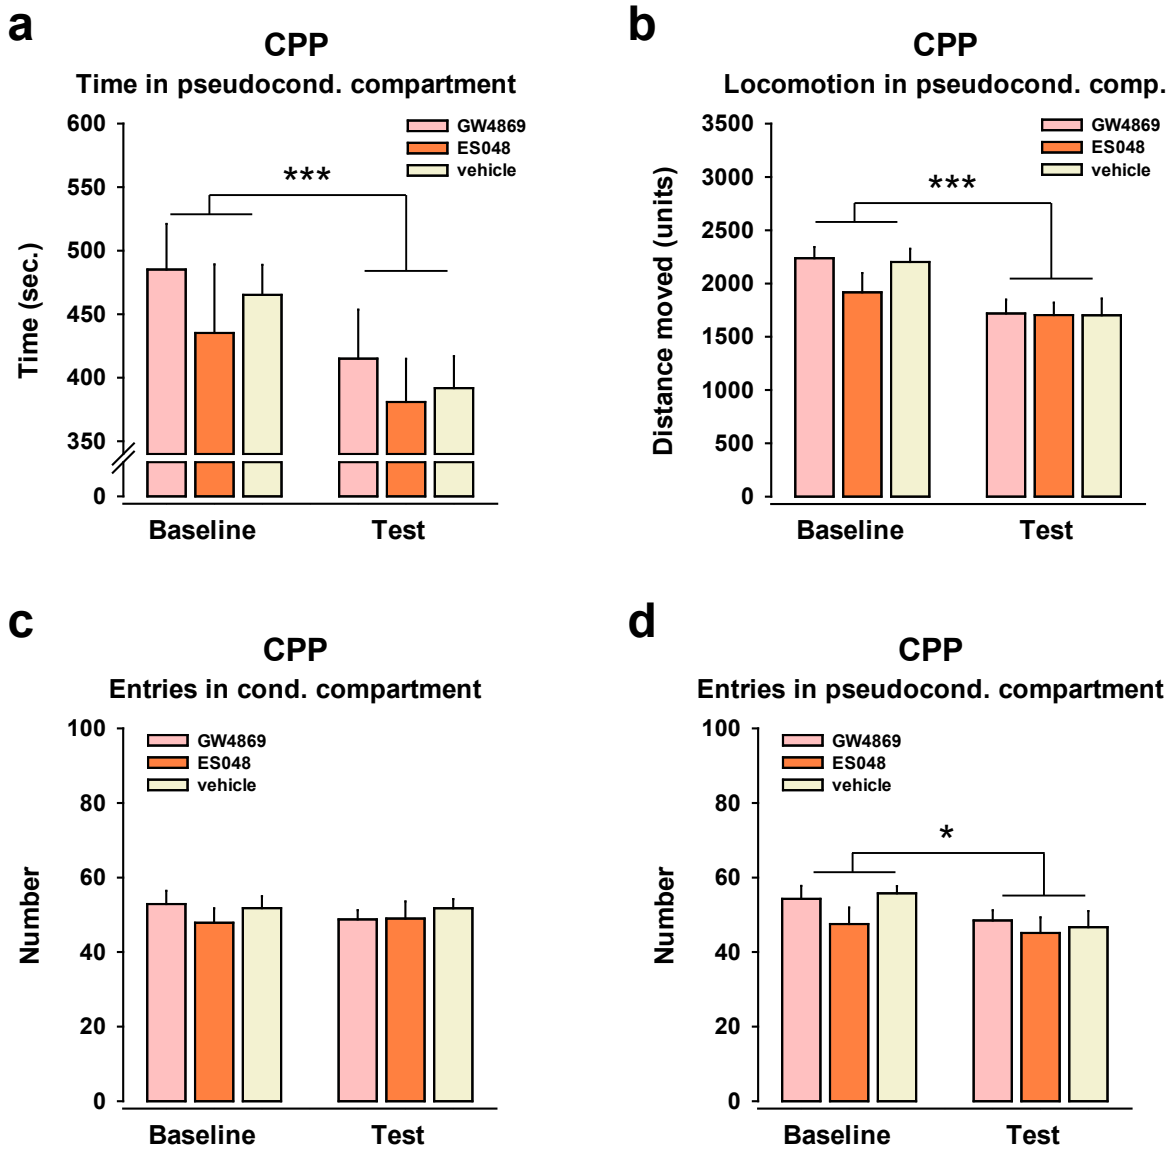 a
CPP
Time in pseudocond. compartment
600
550
500
450
400
350
0
Time (sec.)
GW4869
ES048
vehicle
***
Baseline
Test
b
CPP
Locomotion in pseudocond. comp.
3500
3000
2500
2000
1500
1000
500
0
Distance moved (units)
GW4869
ES048
vehicle
***
Baseline
Test
c
CPP
Entries in cond. compartment
100
80
60
40
20
0
Number
GW4869
ES048
vehicle
Baseline
Test
d
CPP
Entries in pseudocond. compartment
100
80
60
40
20
0
Number
GW4869
ES048
vehicle
*
Baseline
Test